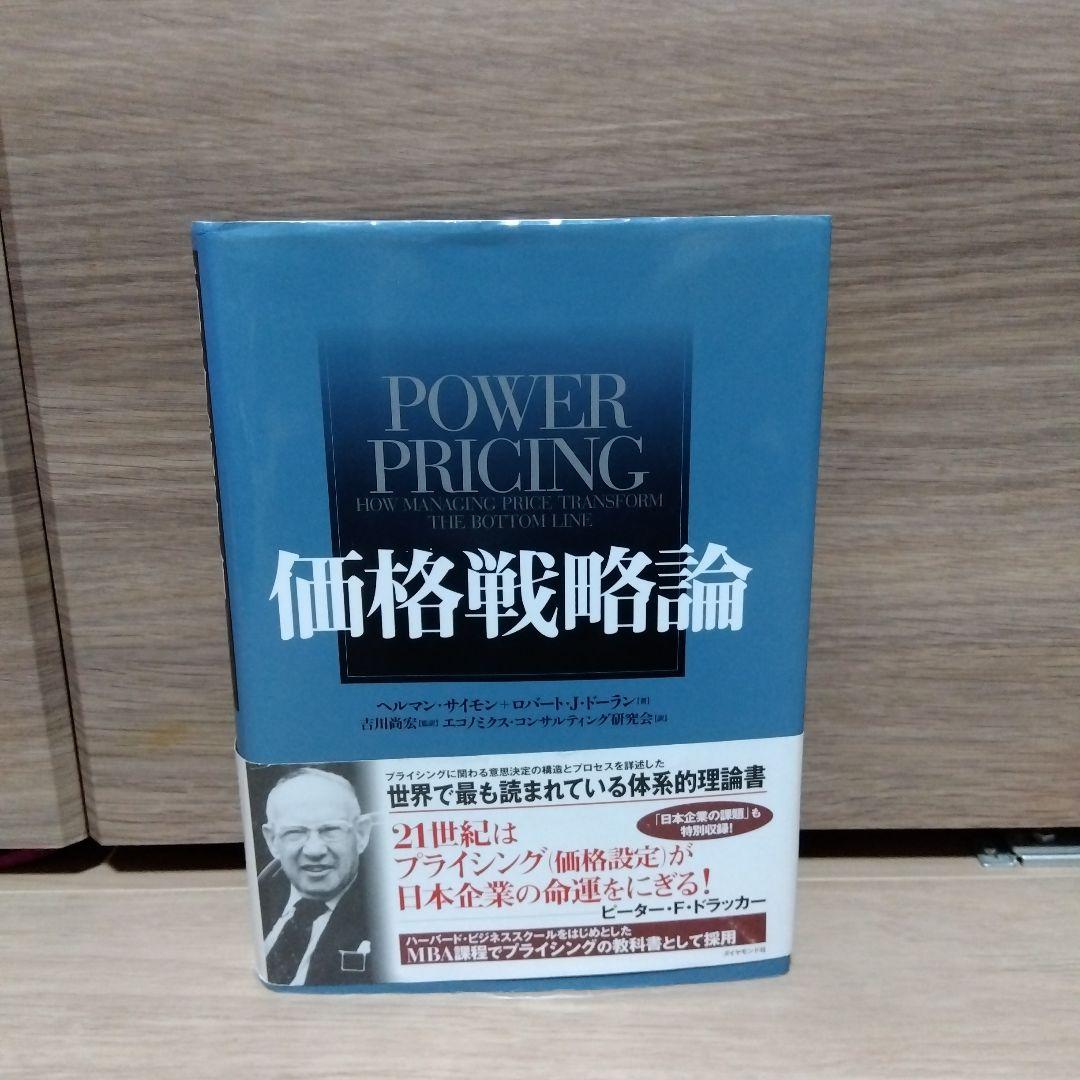 POWER
PRICING
HOW MANAGING PRICE TRANSFORM
THE BOTTOM LINE
価格戦略論
ヘルマン・サイモン+ロバート・J・ドーラン[著]
吉川尚宏[監訳] エコノミクス・コンサルティング研究会[訳]
プライシングに関わる意思決定の構造とプロセスを詳述した
世界で最も読まれている体系的理論書
「日本企業の課題」も
特別収録!
21世紀は
プライシング(価格設定)が
日本企業の命運をにぎる!
ピーター・F・ドラッカー
ハーバード・ビジネススクールをはじめとした
MBA課程でプライシングの教科書として採用
ダイヤモンド社